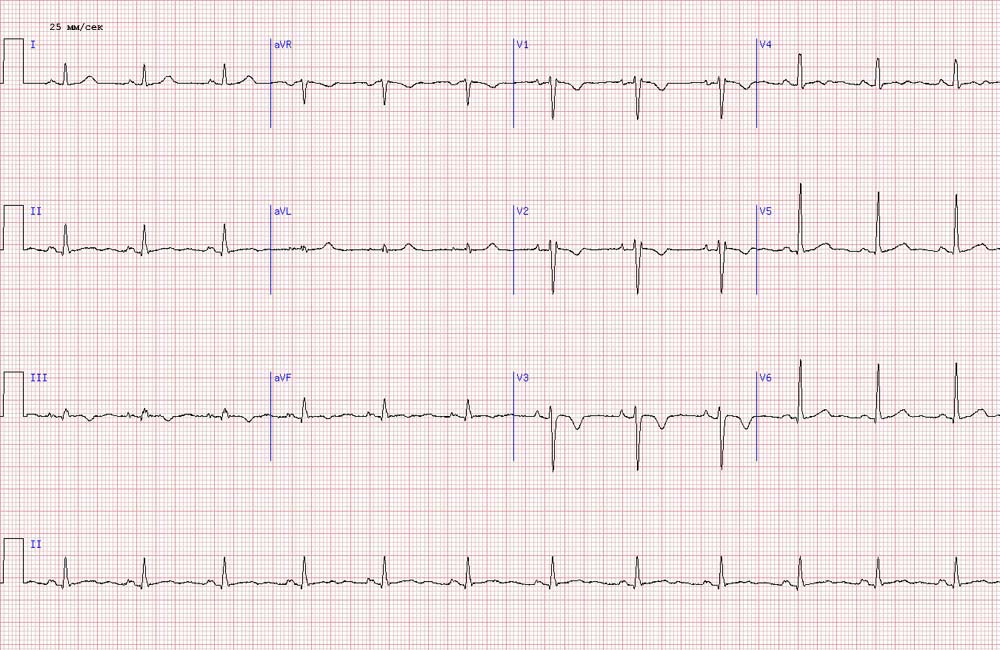 25 мм/сек
I aVR V1 V4
II aVL V2 V5
III aVF V3 V6
II